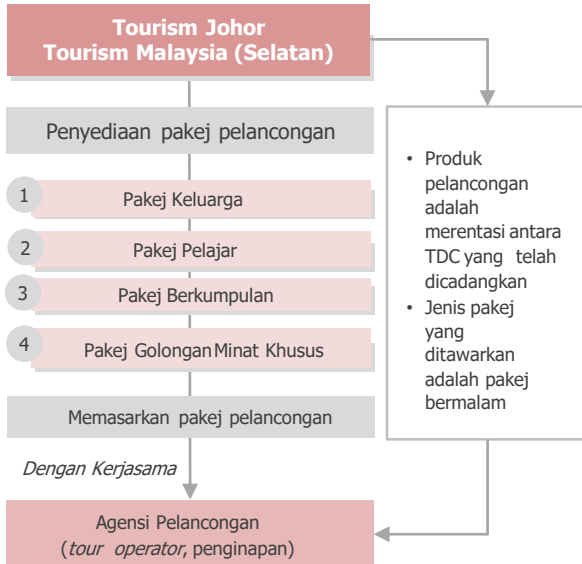 Tourism Johor
Tourism Malaysia (Selatan)
Penyediaan pakej pelancongan
1
Pakej Keluarga
2
Pakej Pelajar
3
Pakej Berkumpulan
4
Pakej Golongan Minat Khusus
Memasarkan pakej pelancongan
Dengan Kerjasama
Agensi Pelancongan
(tour operator, penginapan)
• Produk
pelancongan
adalah
merentasi antara
TDC yang telah
dicadangkan
• Jenis pakej
yang
ditawarkan
adalah pakej
bermalam